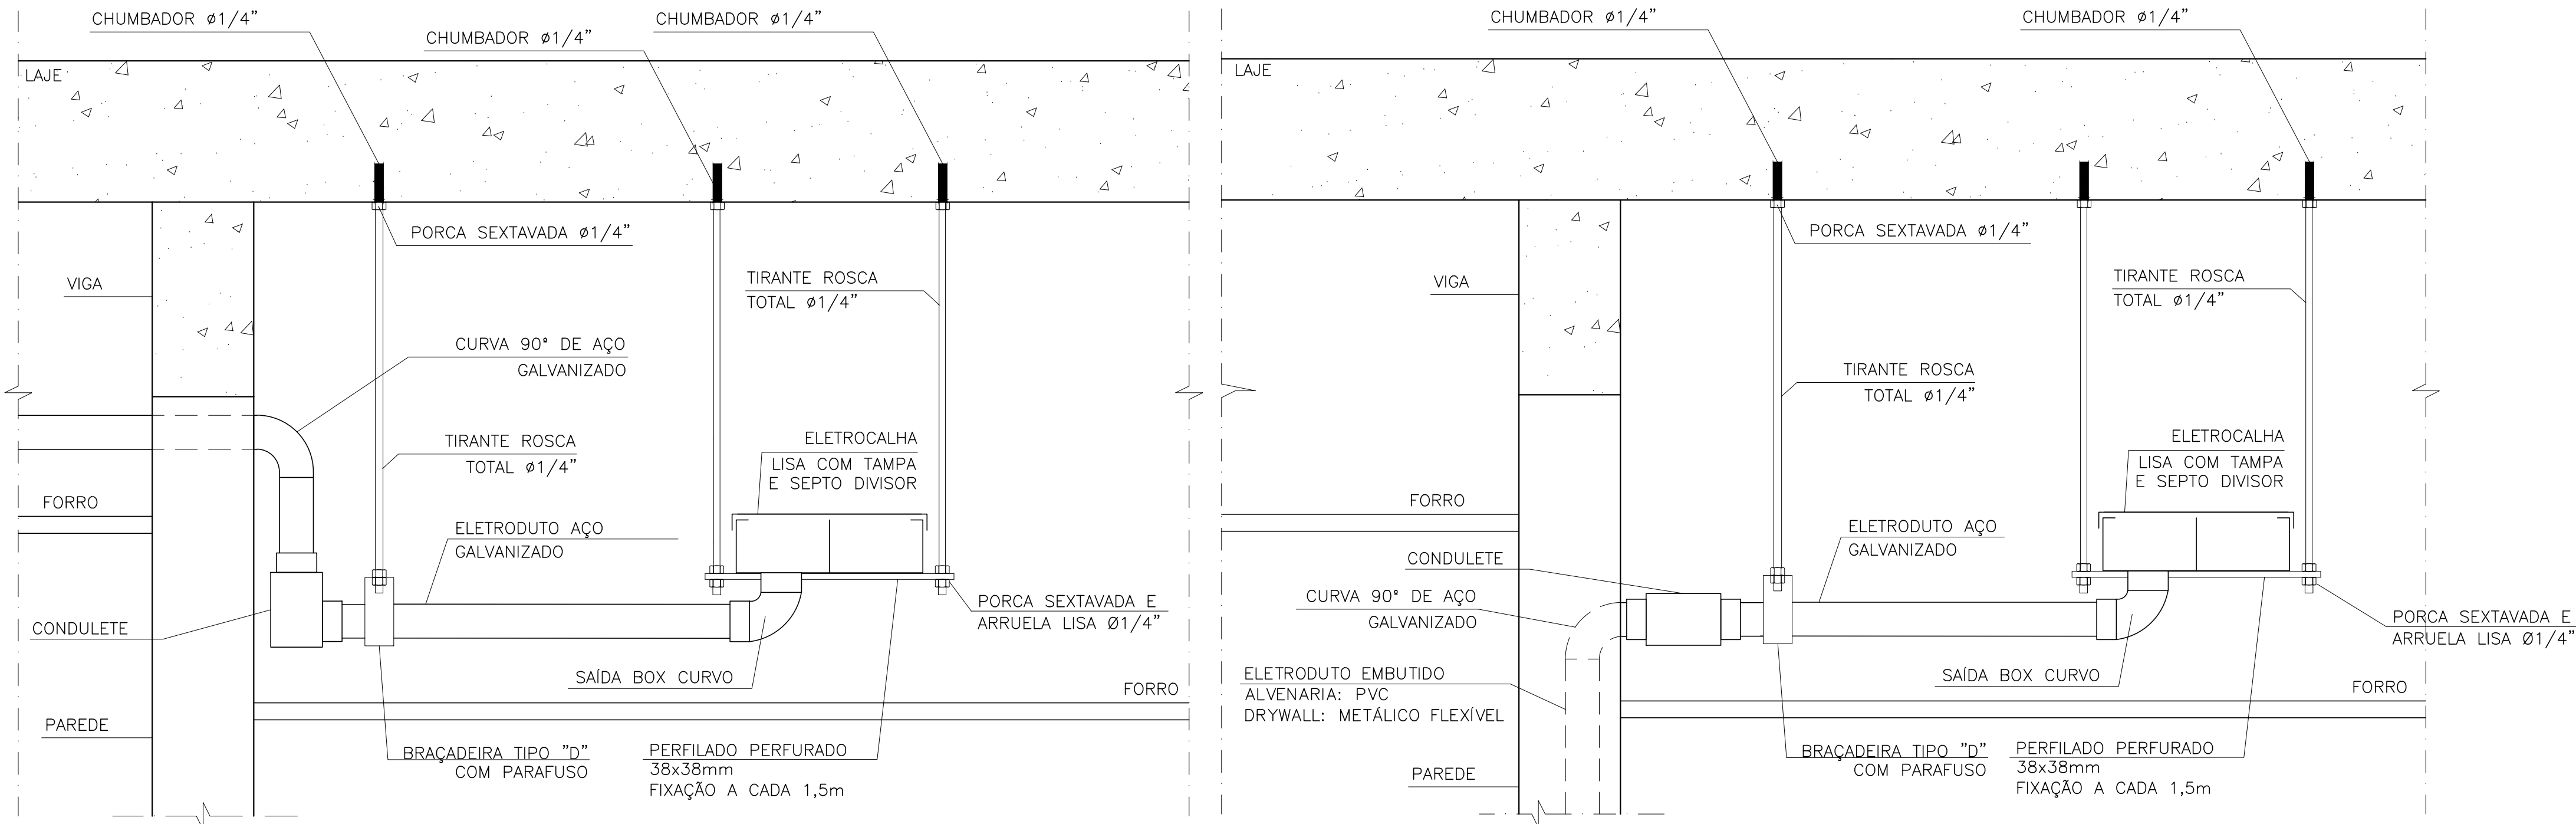 CHUMBADOR ø1/4"
CHUMBADOR ø1/4"
CHUMBADOR ø1/4"
LAJE
PORCA SEXTAVADA ø1/4"
VIGA
TIRANTE ROSCA
TOTAL ø1/4"
CURVA 90° DE AÇO
GALVANIZADO
TIRANTE ROSCA
TOTAL ø1/4"
ELETROCALHA
LISA COM TAMPA
E SEPTO DIVISOR
FORRO
ELETRODUTO AÇO
GALVANIZADO
PORCA SEXTAVADA E
ARRUELA LISA Ø1/4"
CONDULETE
SAÍDA BOX CURVO
FORRO
PAREDE
BRAÇADEIRA TIPO "D"
COM PARAFUSO
PERFILADO PERFURADO
38x38mm
FIXAÇÃO A CADA 1,5m
CHUMBADOR ø1/4"
CHUMBADOR ø1/4"
LAJE
PORCA SEXTAVADA ø1/4"
VIGA
TIRANTE ROSCA
TOTAL ø1/4"
TIRANTE ROSCA
TOTAL ø1/4"
ELETROCALHA
LISA COM TAMPA
E SEPTO DIVISOR
FORRO
ELETRODUTO AÇO
GALVANIZADO
CONDULETE
CURVA 90° DE AÇO
GALVANIZADO
PORCA SEXTAVADA E
ARRUELA LISA Ø1/4"
ELETRODUTO EMBUTIDO
ALVENARIA: PVC
DRYWALL: METÁLICO FLEXÍVEL
SAÍDA BOX CURVO
FORRO
PAREDE
BRAÇADEIRA TIPO "D"
COM PARAFUSO
PERFILADO PERFURADO
38x38mm
FIXAÇÃO A CADA 1,5m